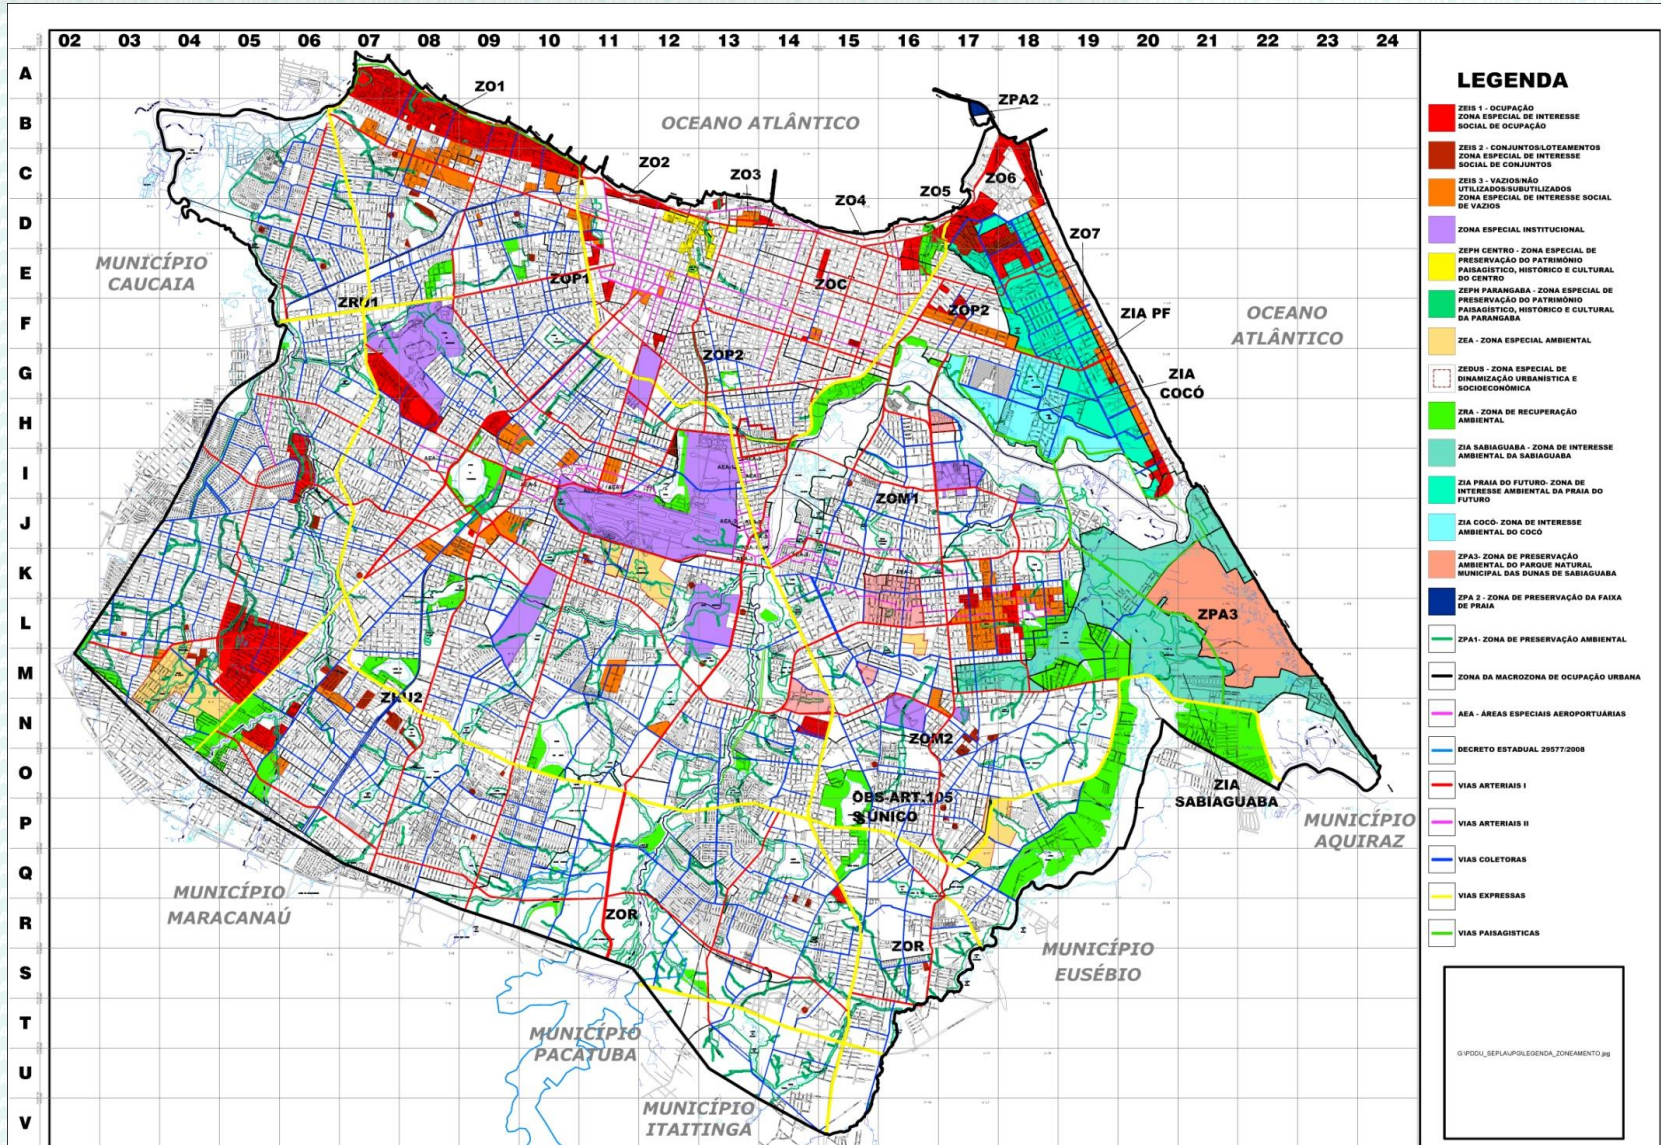 02 03 04 05 06 07 08 09 10 11 12 13 14 15 16 17 18 19 20 21 22 23 24
A
B
C
D
E
F
G
H
I
J
K
L
M
N
O
P
Q
R
S
T
U
V
ZO1
ZPA2
OCEANO ATLÂNTICO
ZO2
ZO3
ZO4
ZO5
ZO6
ZO7
MUNICÍPIO
CAUCAIA
ZOP1
ZOC
ZRU1
ZOP2
ZIA PF
OCEANO
ATLÂNTICO
ZOP2
ZIA
COCÓ
ZOM1
ZPA3
ZRU2
ZOM2
OBS-ART.105
§ ÚNICO
ZIA
SABIAGUABA
MUNICÍPIO
AQUIRAZ
MUNICÍPIO
MARACANAÚ
ZOR
ZOR
MUNICÍPIO
EUSÉBIO
MUNICÍPIO
PACATUBA
MUNICÍPIO
ITAITINGA
LEGENDA
ZEIS 1 - OCUPAÇÃO
ZONA ESPECIAL DE INTERESSE
SOCIAL DE OCUPAÇÃO
ZEIS 2 - CONJUNTOS/LOTEAMENTOS
ZONA ESPECIAL DE INTERESSE
SOCIAL DE CONJUNTOS
ZEIS 3 - VAZIOS/NÃO
UTILIZADOS/SUBUTILIZADOS
ZONA ESPECIAL DE INTERESSE SOCIAL
DE VAZIOS
ZONA ESPECIAL INSTITUCIONAL
ZEPH CENTRO - ZONA ESPECIAL DE
PRESERVAÇÃO DO PATRIMÔNIO
PAISAGÍSTICO, HISTÓRICO E CULTURAL
DO CENTRO
ZEPH PARANGABA - ZONA ESPECIAL DE
PRESERVAÇÃO DO PATRIMÔNIO
PAISAGÍSTICO, HISTÓRICO E CULTURAL
DA PARANGABA
ZEA - ZONA ESPECIAL AMBIENTAL
ZEDUS - ZONA ESPECIAL DE
DINAMIZAÇÃO URBANÍSTICA E
SOCIOECONÔMICA
ZRA - ZONA DE RECUPERAÇÃO
AMBIENTAL
ZIA SABIAGUABA - ZONA DE INTERESSE
AMBIENTAL DA SABIAGUABA
ZIA PRAIA DO FUTURO- ZONA DE
INTERESSE AMBIENTAL DA PRAIA DO
FUTURO
ZIA COCÓ- ZONA DE INTERESSE
AMBIENTAL DO COCÓ
ZPA3- ZONA DE PRESERVAÇÃO
AMBIENTAL DO PARQUE NATURAL
MUNICIPAL DAS DUNAS DE SABIAGUABA
ZPA 2 - ZONA DE PRESERVAÇÃO DA FAIXA
DE PRAIA
ZPA1- ZONA DE PRESERVAÇÃO AMBIENTAL
ZONA DA MACROZONA DE OCUPAÇÃO URBANA
AEA - ÁREAS ESPECIAIS AEROPORTUÁRIAS
DECRETO ESTADUAL 29577/2008
VIAS ARTERIAIS I
VIAS ARTERIAIS II
VIAS COLETORAS
VIAS EXPRESSAS
VIAS PAISAGISTICAS
G:\PDDU_SEPLA\JPG\LEGENDA_ZONEAMENTO.jpg